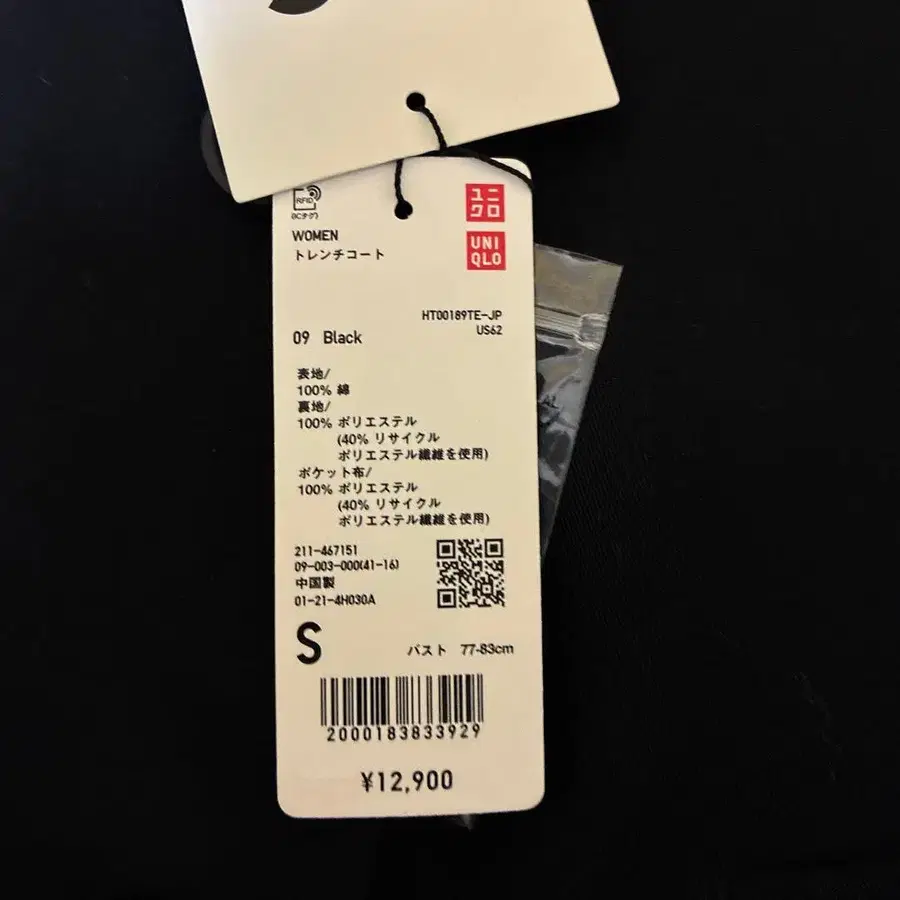 RFID
(ICタグ)
ユニ
クロ
WOMEN
トレンチコート
UNI
QLO
HT00189TE-JP
US62
09 Black
表地/
100% 綿
裏地/
100% ポリエステル
(40% リサイクル
ポリエステル繊維を使用)
ポケット布/
100% ポリエステル
(40% リサイクル
ポリエステル繊維を使用)
211-467151
09-003-000(41-16)
中国製
01-21-4H030A
S
バスト 77-83cm
2000183833929
¥12,900